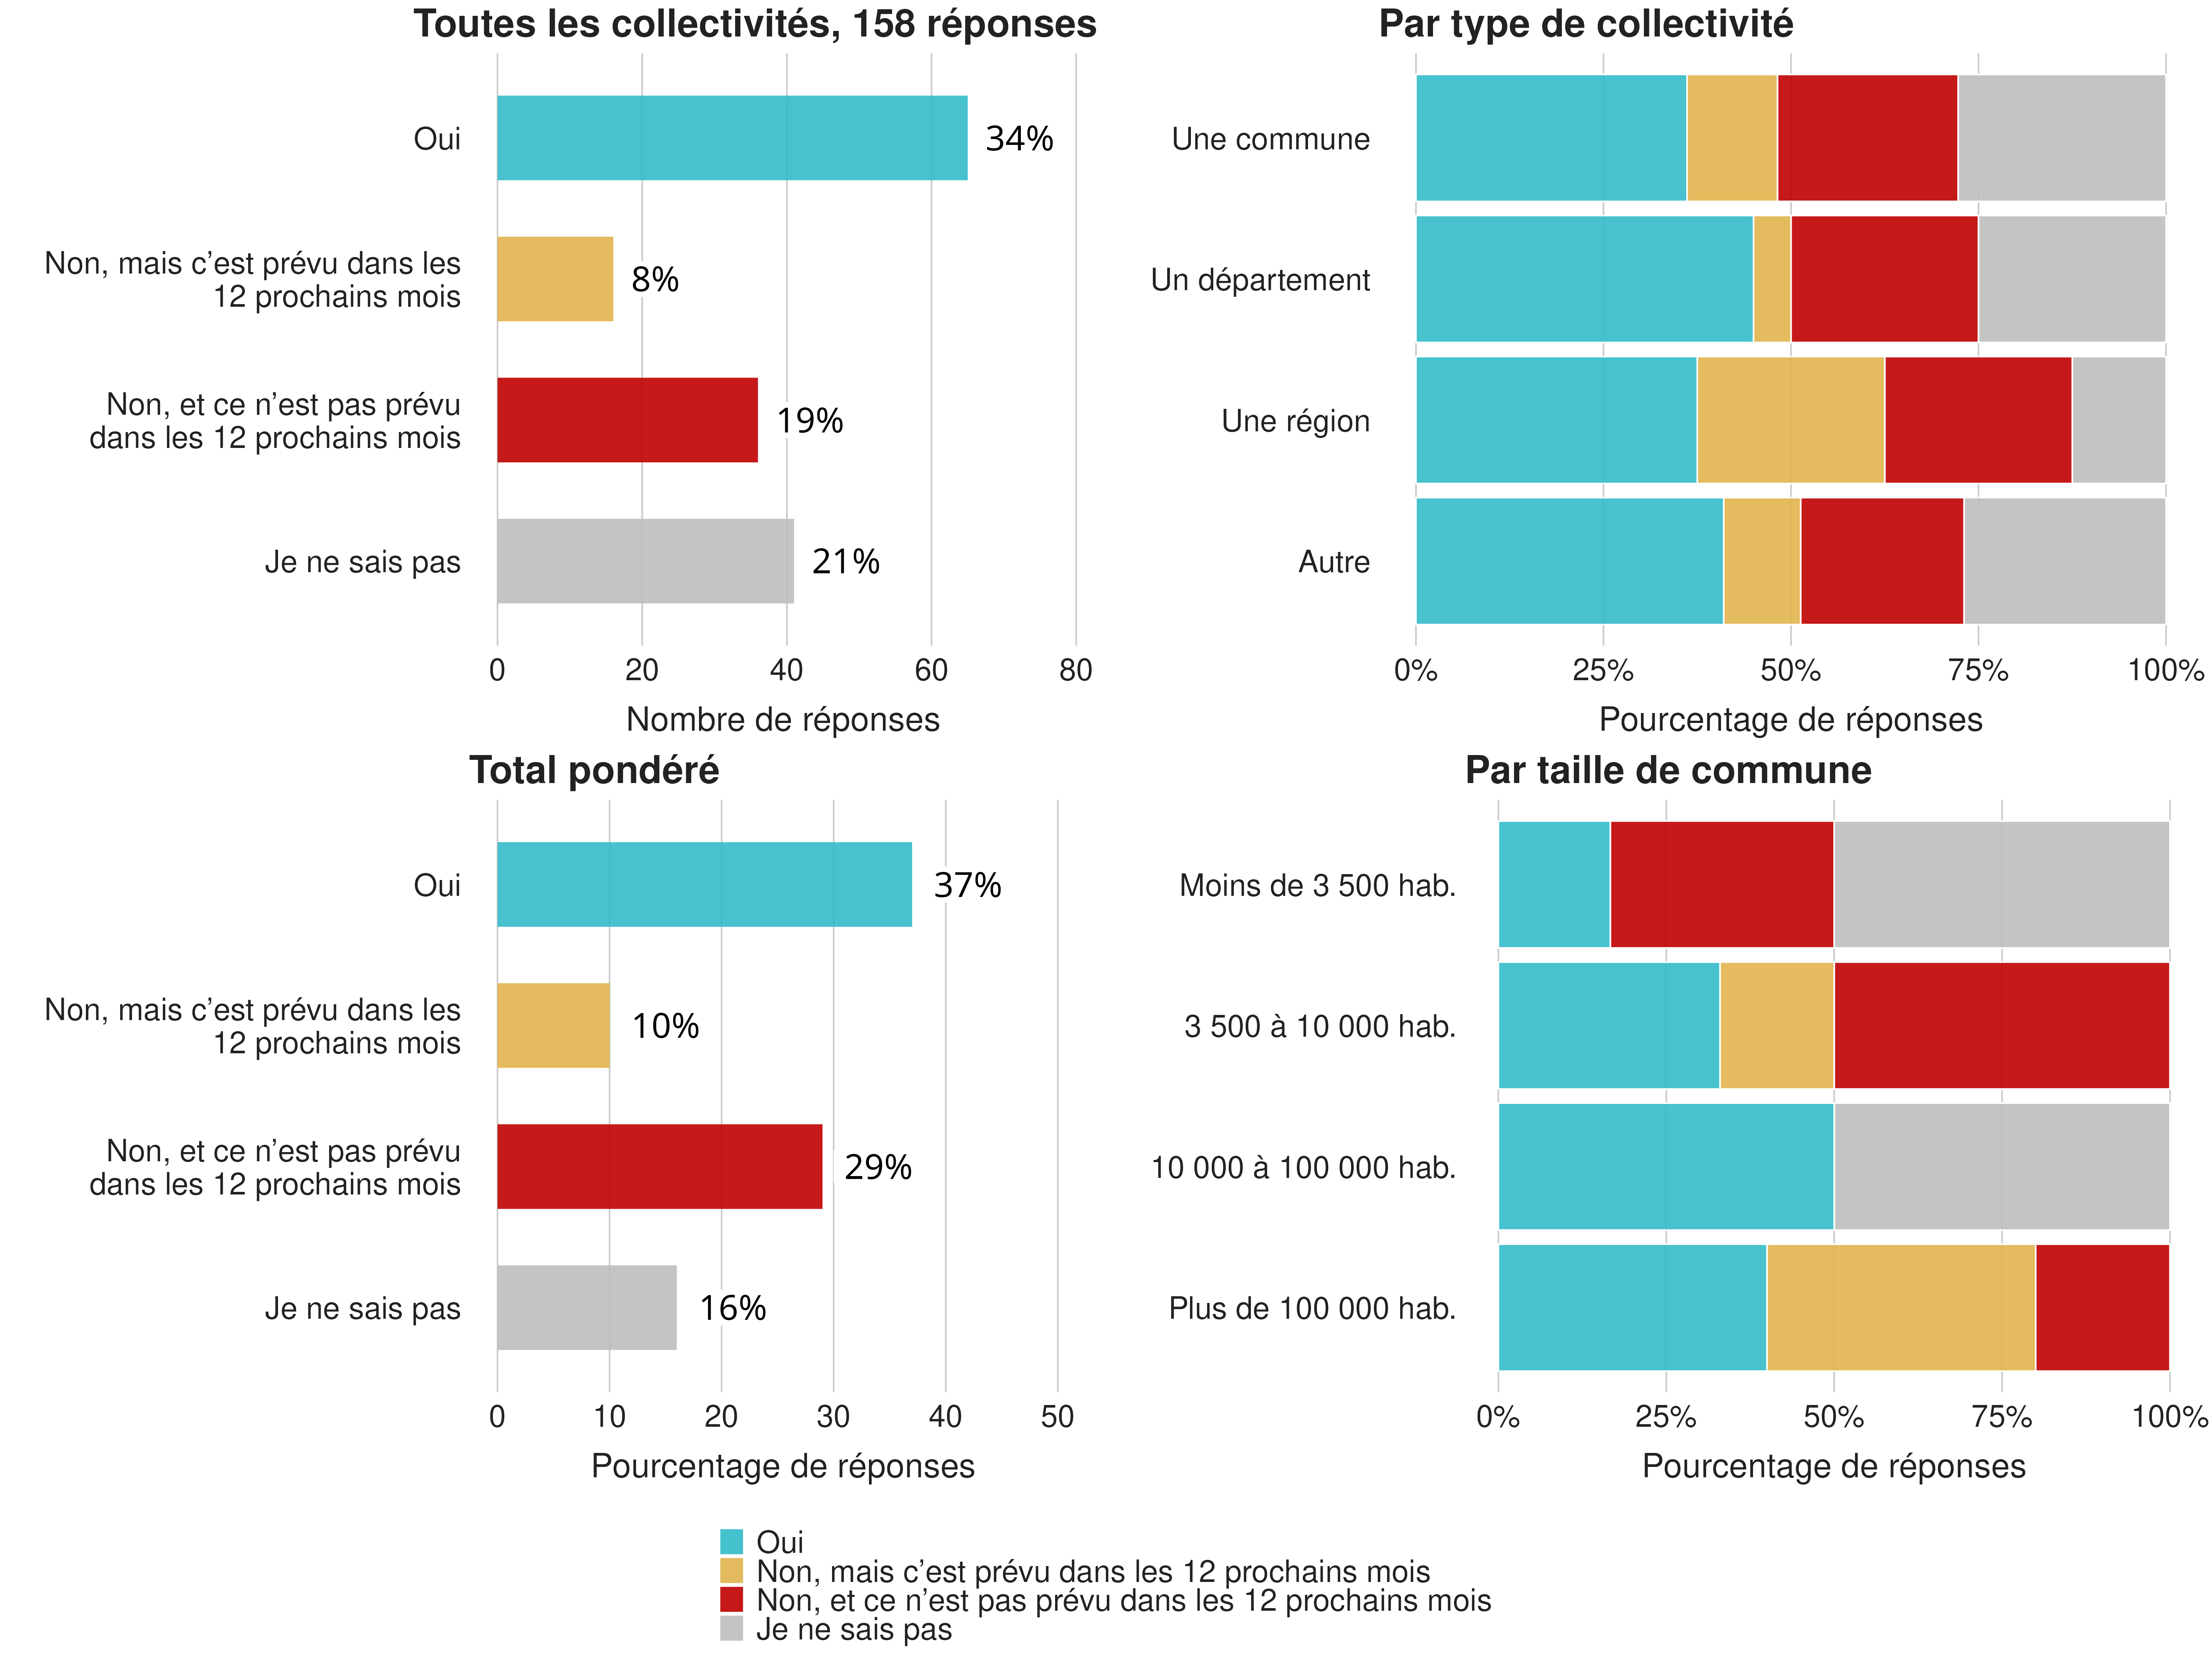 Toutes les collectivités, 158 réponses
Oui
34%
Non, mais c’est prévu dans les
12 prochains mois
8%
Non, et ce n’est pas prévu
dans les 12 prochains mois
19%
Je ne sais pas
21%
0 20 40 60 80
Nombre de réponses
Par type de collectivité
Une commune
Un département
Une région
Autre
0% 25% 50% 75% 100%
Pourcentage de réponses
Total pondéré
Oui
37%
Non, mais c’est prévu dans les
12 prochains mois
10%
Non, et ce n’est pas prévu
dans les 12 prochains mois
29%
Je ne sais pas
16%
0 10 20 30 40 50
Pourcentage de réponses
Par taille de commune
Moins de 3 500 hab.
3 500 à 10 000 hab.
10 000 à 100 000 hab.
Plus de 100 000 hab.
0% 25% 50% 75% 100%
Pourcentage de réponses
Oui
Non, mais c’est prévu dans les 12 prochains mois
Non, et ce n’est pas prévu dans les 12 prochains mois
Je ne sais pas